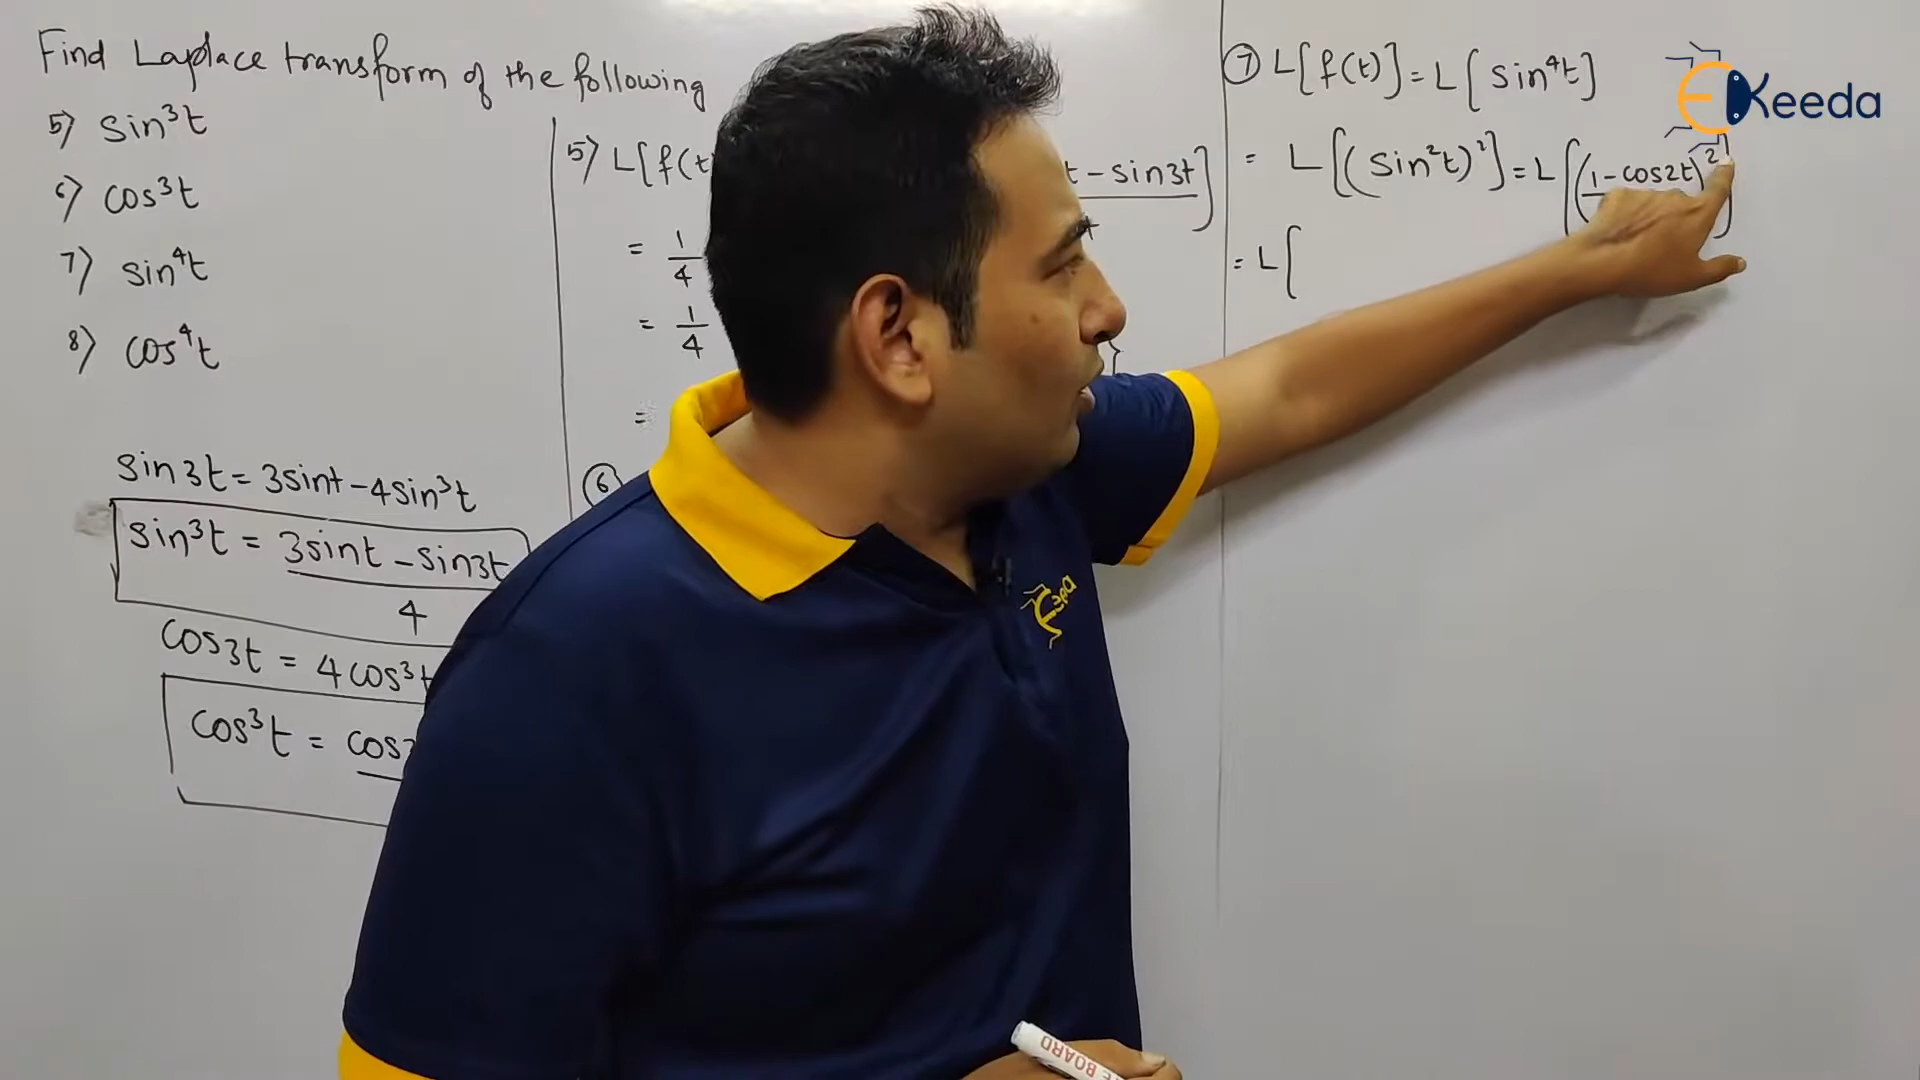 Find Laplace transform of the following
5) sin³t
6) cos³t
7) sin⁴t
8) cos⁴t
sin3t = 3sint - 4sin³t
sin³t = 3sint - sin3t
4
cos3t = 4cos³t
cos³t = cos
5) L[f(t
t - sin3t]
= 1/4
= 1/4
=
6
7 L[f(t)] = L[sin⁴t]
= L[(sin²t)²] = L[(1-cos2t)²]
= L[
EKeeda
BOARD